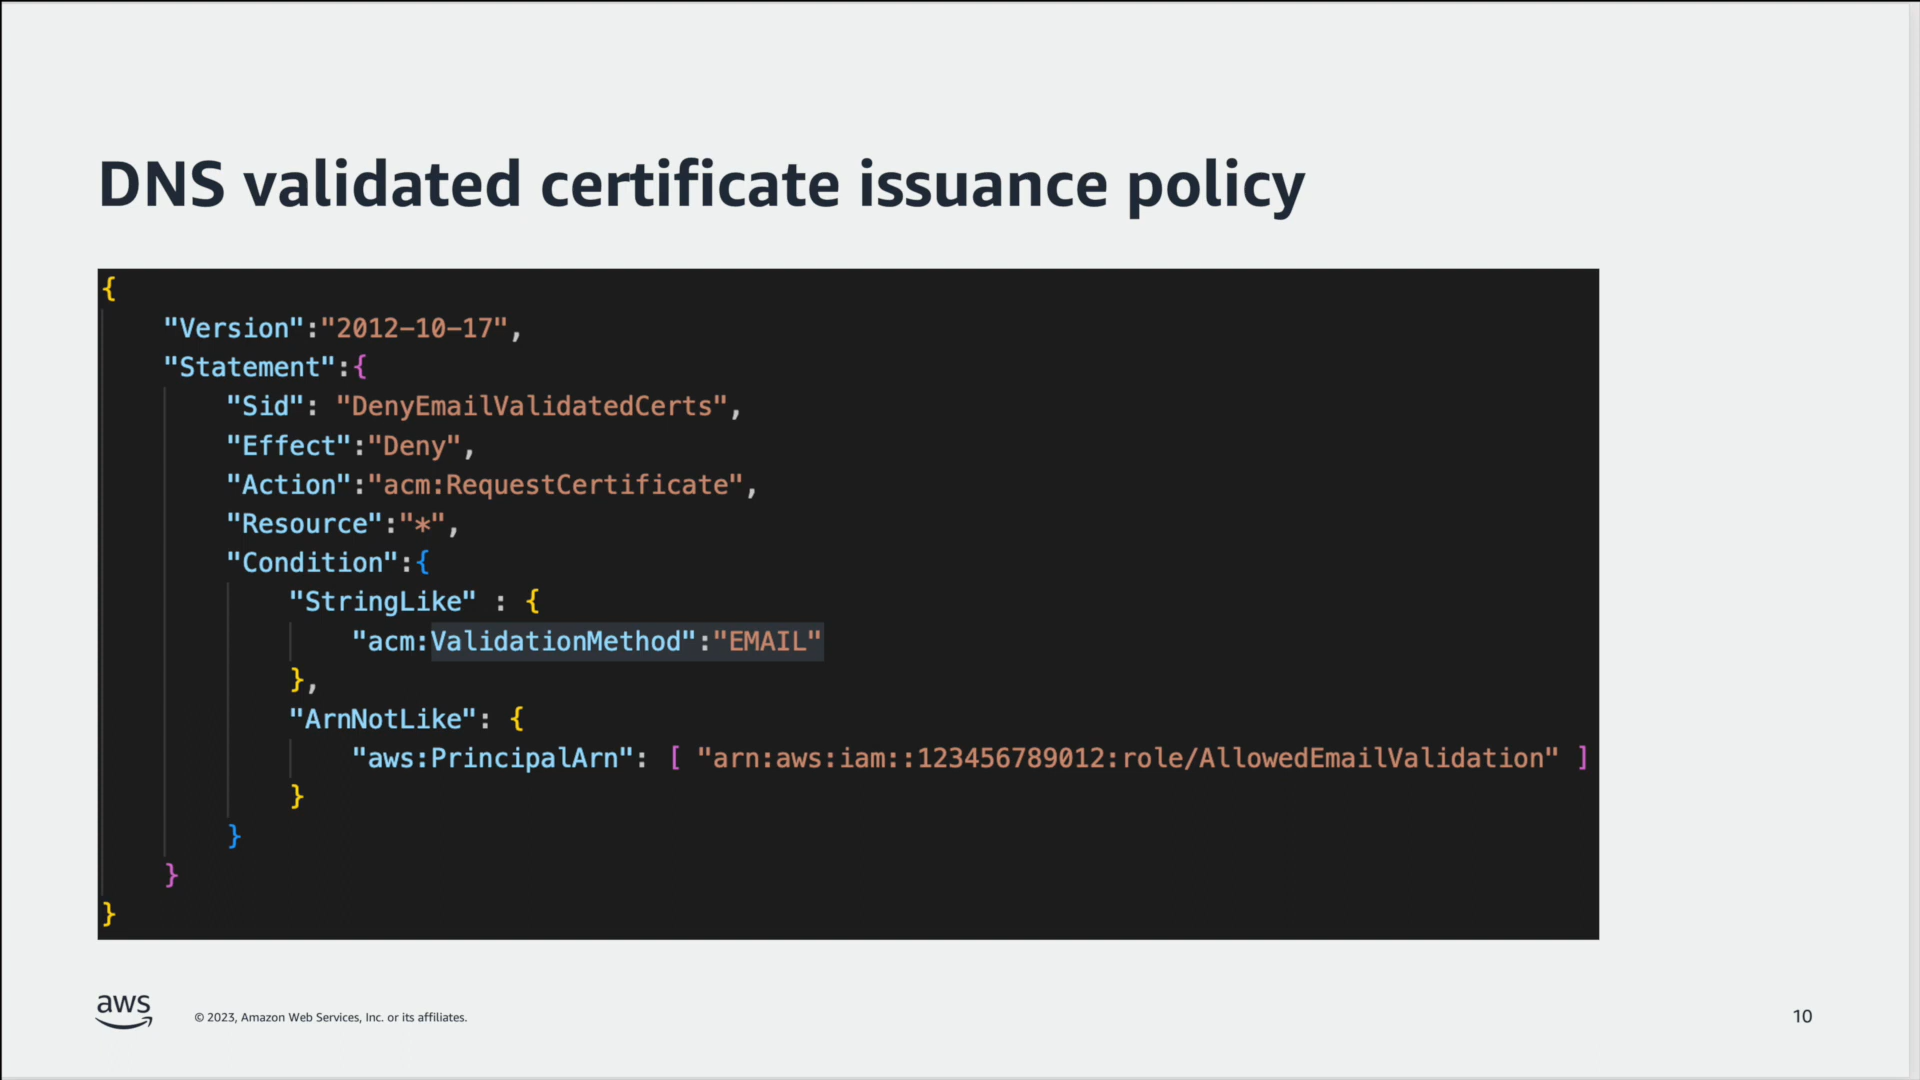 DNS validated certificate issuance policy
{
"Version":"2012-10-17",
"Statement":{
"Sid": "DenyEmailValidatedCerts",
"Effect":"Deny",
"Action":"acm:RequestCertificate",
"Resource":"*",
"Condition":{
"StringLike" : {
"acm:ValidationMethod":"EMAIL"
},
"ArnNotLike": {
"aws:PrincipalArn": [ "arn:aws:iam::123456789012:role/AllowedEmailValidation" ]
}
}
}
}
aws
© 2023, Amazon Web Services, Inc. or its affiliates.
10